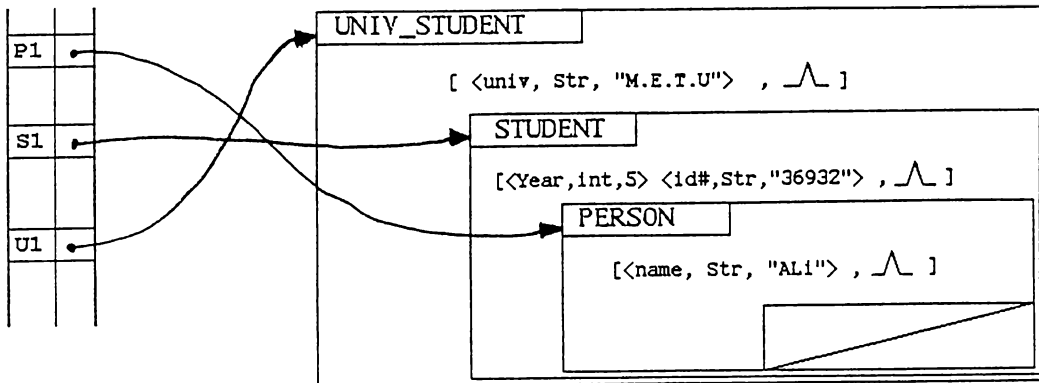 UNIV_STUDENT
P1
[ <univ, Str, "M.E.T.U"> , ]
S1
STUDENT
[<Year,int,5> <id#,Str,"36932"> , ]
PERSON
U1
[<name, Str, "ALi"> , ]